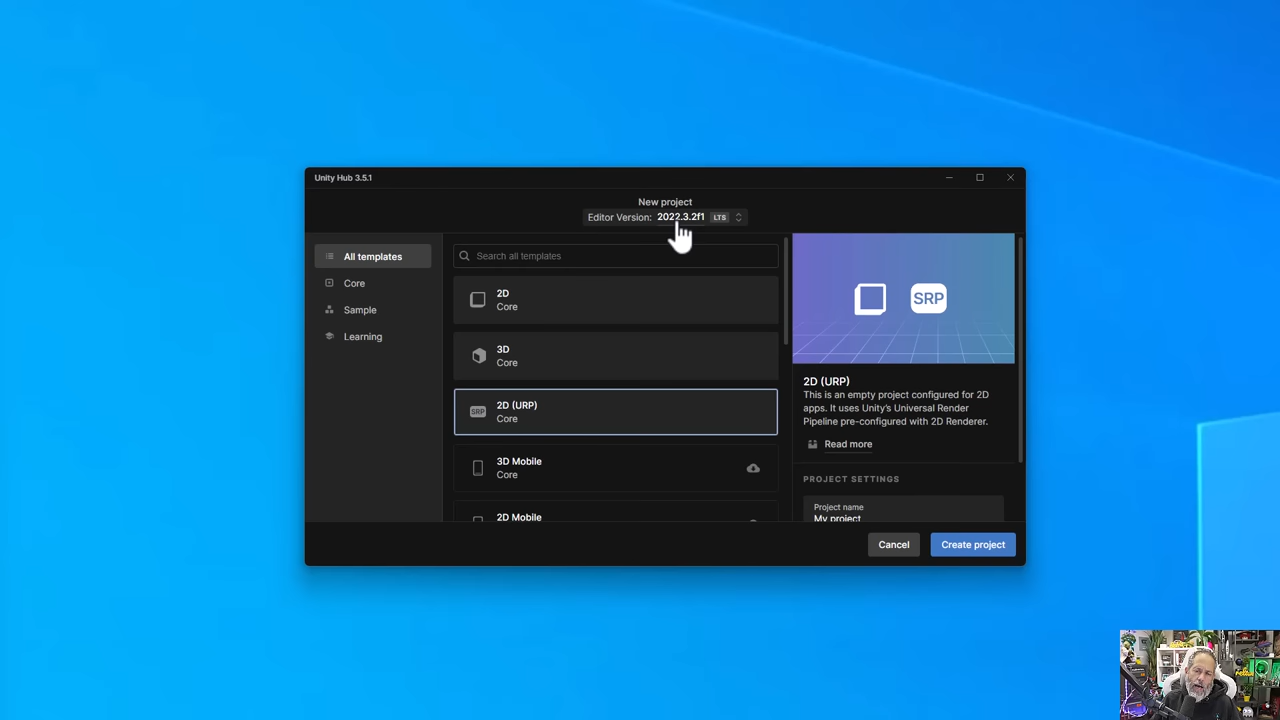 Unity Hub 3.5.1
New project
Editor Version: 2022.3.2f1 LTS
All templates
Core
Sample
Learning
Search all templates
2D
Core
3D
Core
SRP
2D (URP)
Core
3D Mobile
Core
2D Mobile
SRP
2D (URP)
This is an empty project configured for 2D
apps. It uses Unity's Universal Render
Pipeline pre-configured with 2D Renderer.
Read more
PROJECT SETTINGS
Project name
My project
Cancel
Create project